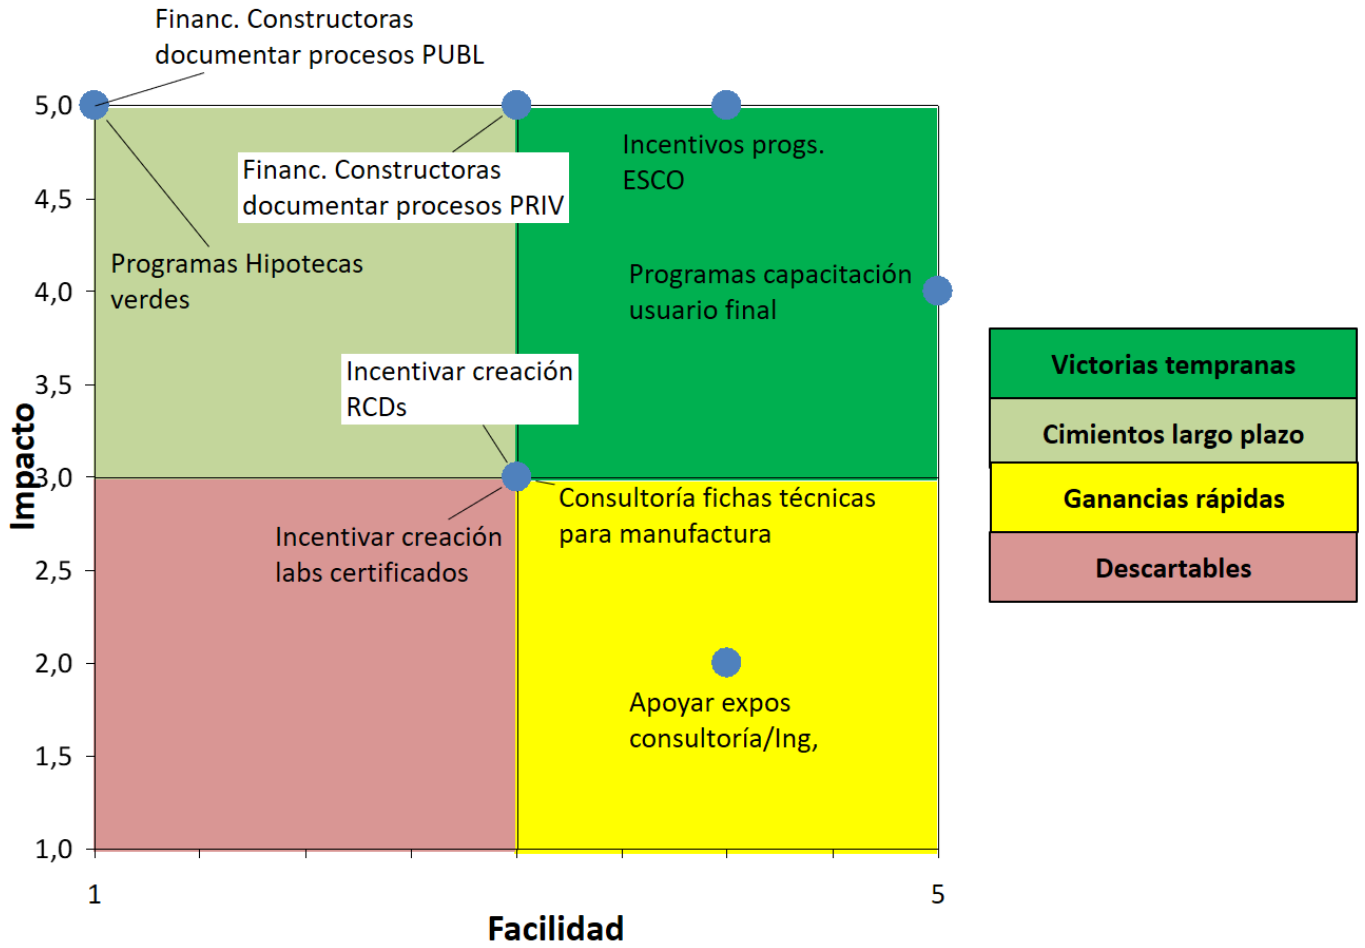 Financ. Constructoras
documentar procesos PUBL
5,0
4,5
4,0
3,5
3,0
2,5
2,0
1,5
1,0
Impacto
Financ. Constructoras
documentar procesos PRIV
Incentivos progs.
ESCO
Programas Hipotecas
verdes
Programas capacitación
usuario final
Incentivar creación
RCDs
Incentivar creación
labs certificados
Consultoría fichas técnicas
para manufactura
Apoyar expos
consultoría/Ing,
1
5
Facilidad
Victorias tempranas
Cimientos largo plazo
Ganancias rápidas
Descartables